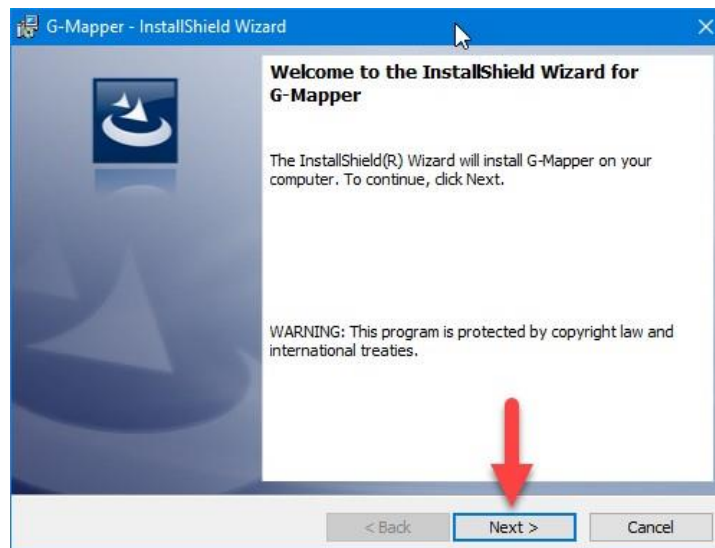 G-Mapper - InstallShield Wizard
Welcome to the InstallShield Wizard for
G-Mapper
The InstallShield(R) Wizard will install G-Mapper on your
computer. To continue, click Next.
WARNING: This program is protected by copyright law and
international treaties.
< Back
Next >
Cancel